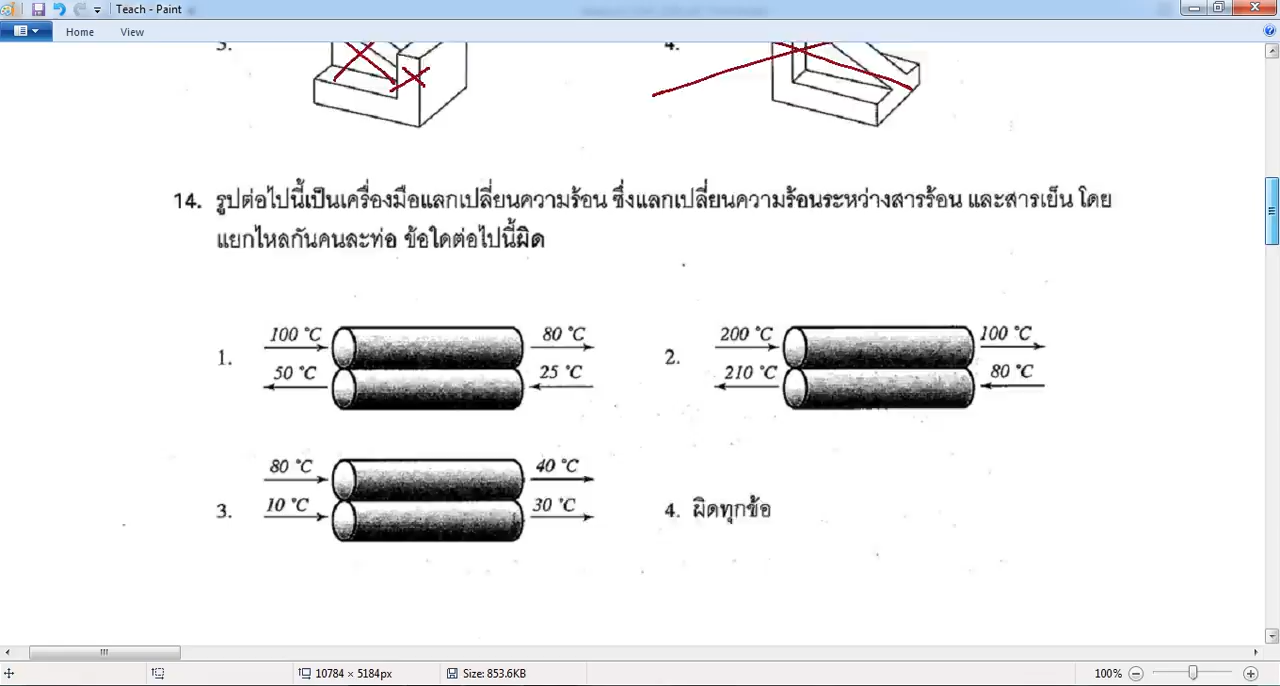 Teach - Paint
Home View
3. 4.
14. รูปต่อไปนี้เป็นเครื่องมือแลกเปลี่ยนความร้อน ซึ่งแลกเปลี่ยนความร้อนระหว่างสารร้อน และสารเย็น โดย
แยกไหลกันคนละท่อ ข้อใดต่อไปนี้ผิด
1. 100 °C 80 °C
50 °C 25 °C
2. 200 °C 100 °C
210 °C 80 °C
3. 80 °C 40 °C
10 °C 30 °C
4. ผิดทุกข้อ
10784 × 5184px Size: 853.6KB 100%